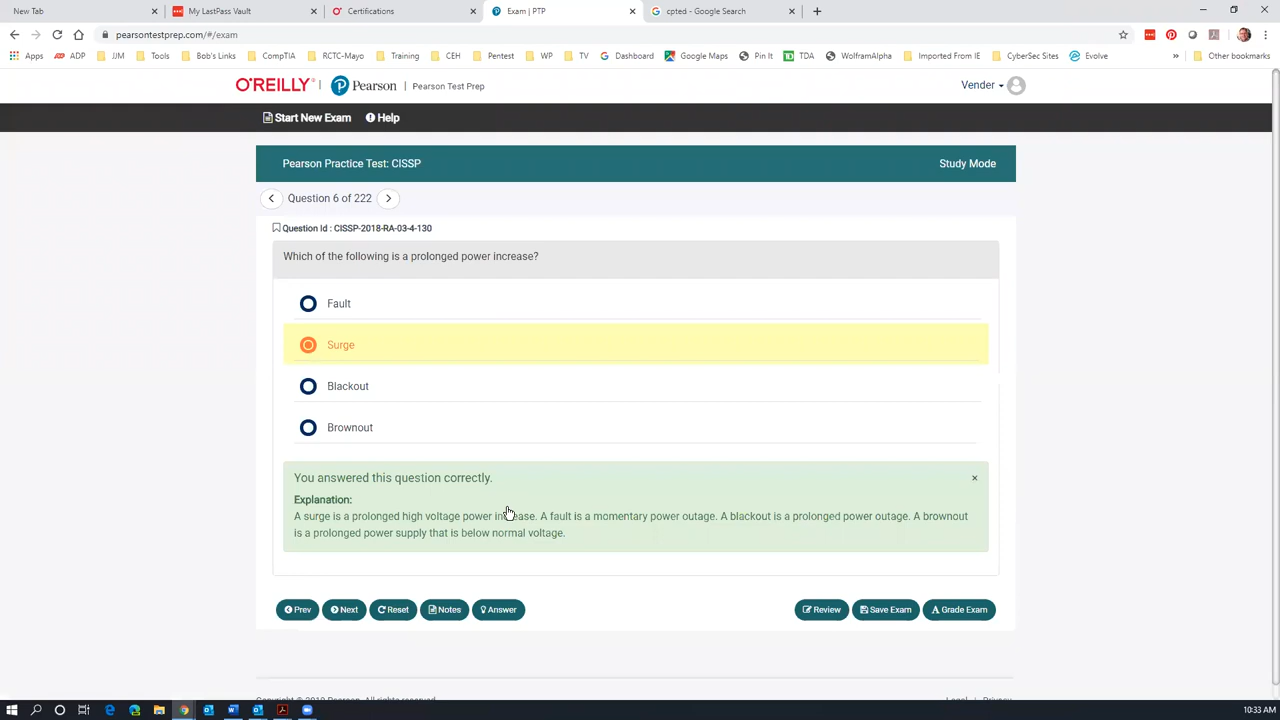 New Tab
My LastPass Vault
Certifications
Exam | PTP
cpted - Google Search
pearsontestprep.com/#/exam
Apps ADP JJM Tools Bob's Links CompTIA RCTC-Mayo Training CEH Pentest WP TV Dashboard Google Maps Pin It TDA WolframAlpha Imported From IE CyberSec Sites Evolve » Other bookmarks
O'REILLY | Pearson | Pearson Test Prep
Vender
Start New Exam Help
Pearson Practice Test: CISSP
Study Mode
Question 6 of 222
Question Id : CISSP-2018-RA-03-4-130
Which of the following is a prolonged power increase?
Fault
Surge
Blackout
Brownout
You answered this question correctly.
Explanation:
A surge is a prolonged high voltage power increase. A fault is a momentary power outage. A blackout is a prolonged power outage. A brownout
is a prolonged power supply that is below normal voltage.
Prev Next Reset Notes Answer Review Save Exam Grade Exam
10:33 AM